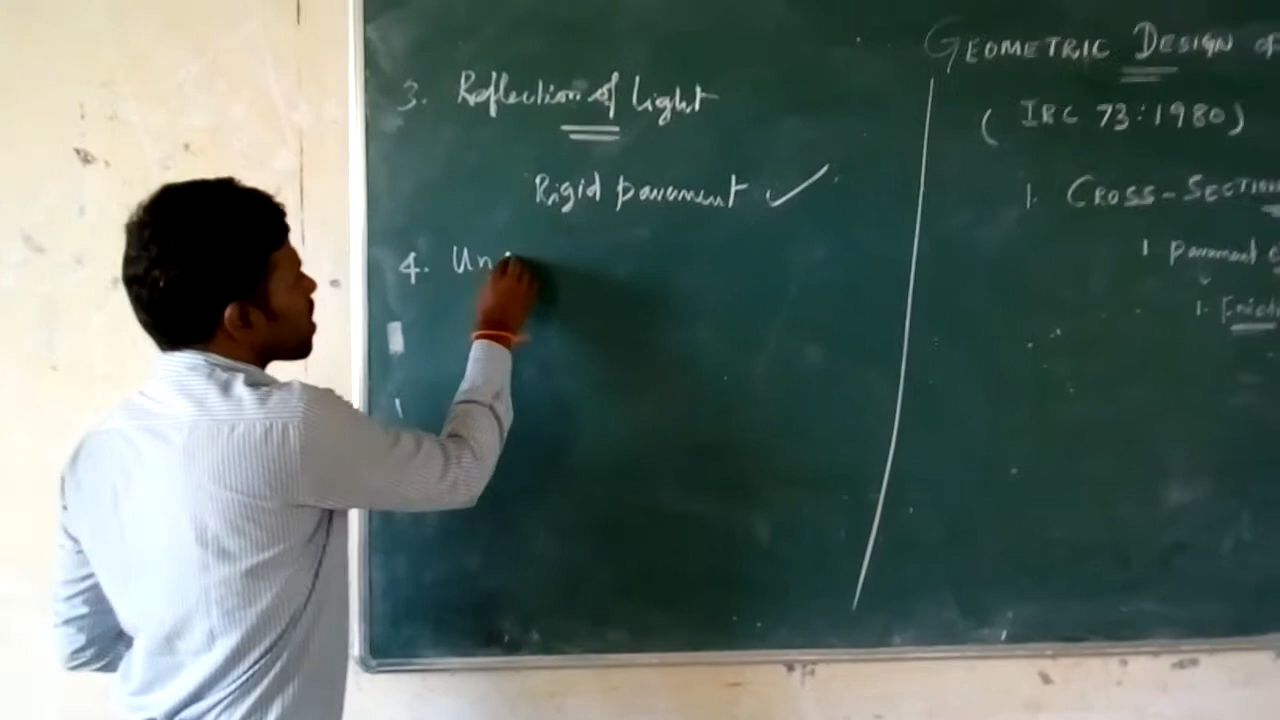 3. Reflection of light
Rigid pavement ✓
4. Un
GEOMETRIC DESIGN OF
(IRC 73:1980)
1. CROSS-SECTION
1 pavement
1.